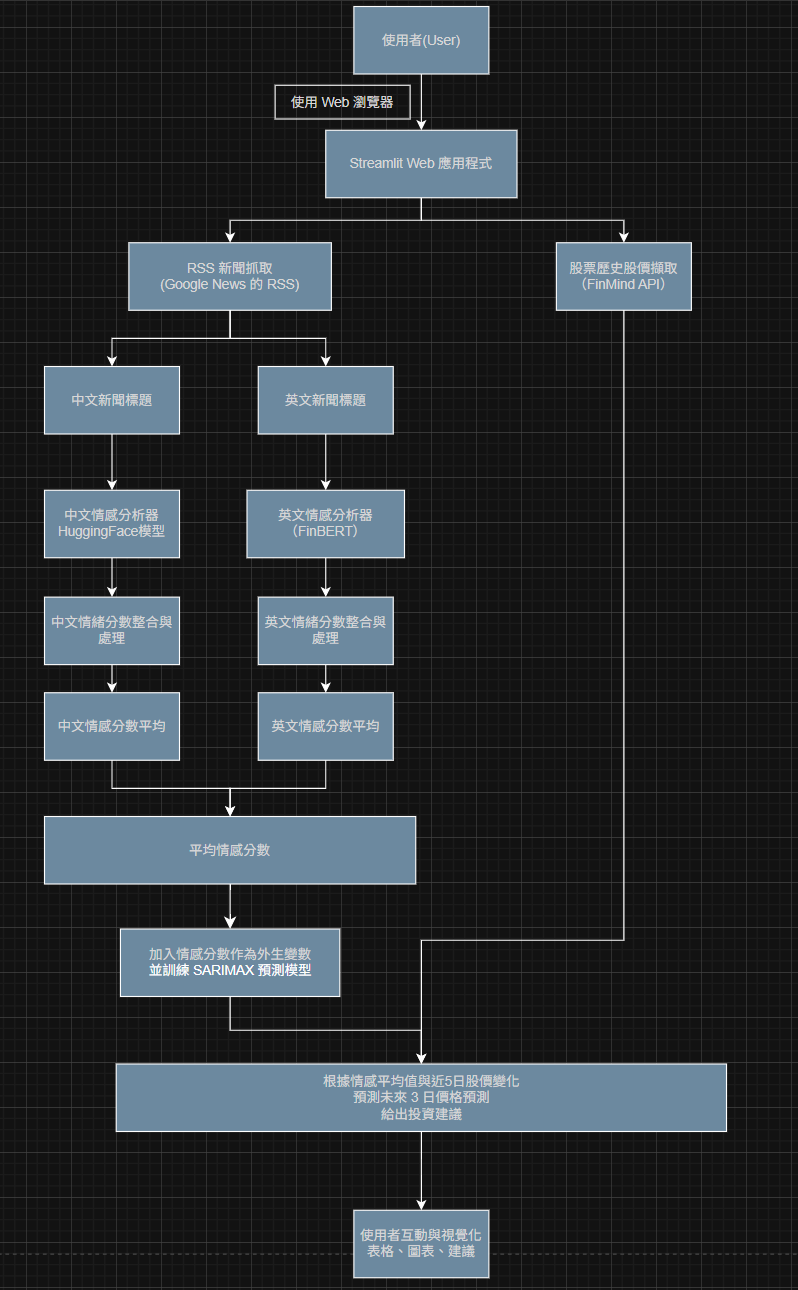 使用者(User)
使用 Web 瀏覽器
Streamlit Web 應用程式
RSS 新聞抓取
(Google News 的 RSS)
股票歷史股價擷取
（FinMind API）
中文新聞標題
英文新聞標題
中文情感分析器
HuggingFace模型
英文情感分析器
（FinBERT）
中文情緒分數整合與
處理
英文情緒分數整合與
處理
中文情感分數平均
英文情感分數平均
平均情感分數
加入情感分數作為外生變數
並訓練 SARIMAX 預測模型
根據情感平均值與近5日股價變化
預測未來 3 日價格預測
給出投資建議
使用者互動與視覺化
表格、圖表、建議